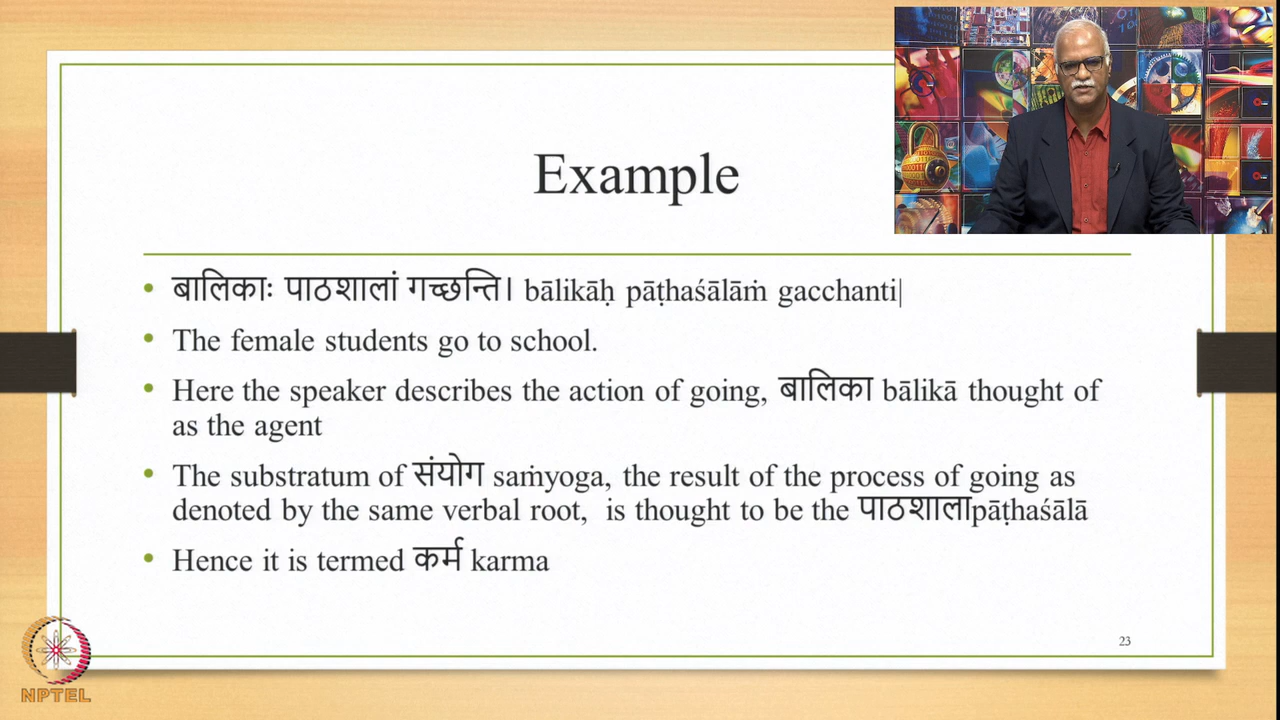 Example
बालिकाः पाठशालां गच्छन्ति। bālikāḥ pāṭhaśālāṁ gacchanti|
The female students go to school.
Here the speaker describes the action of going, बालिका bālikā thought of
as the agent
The substratum of संयोग saṁyoga, the result of the process of going as
denoted by the same verbal root, is thought to be the पाठशालाpāṭhaśālā
Hence it is termed कर्म karma
23
NPTEL